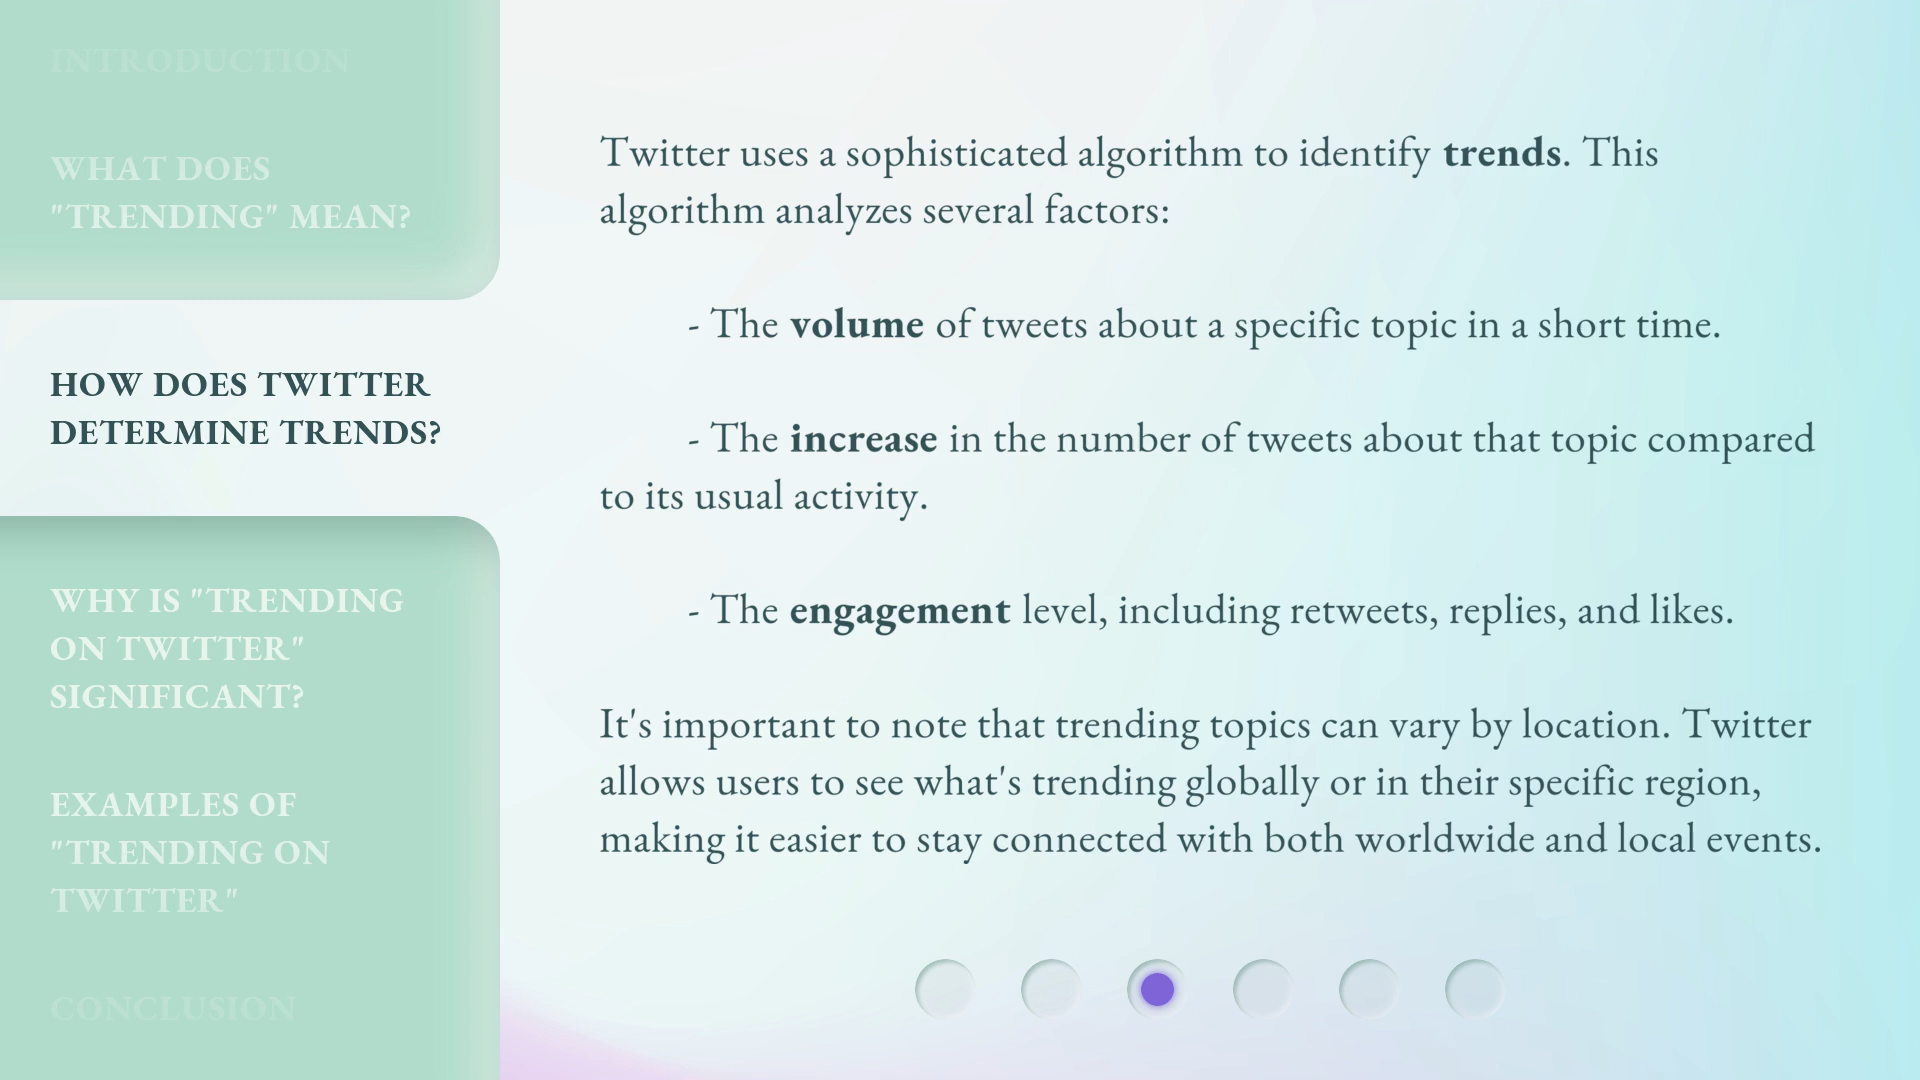 INTRODUCTION
WHAT DOES
"TRENDING" MEAN?
HOW DOES TWITTER
DETERMINE TRENDS?
WHY IS "TRENDING
ON TWITTER"
SIGNIFICANT?
EXAMPLES OF
"TRENDING ON
TWITTER"
CONCLUSION
Twitter uses a sophisticated algorithm to identify trends. This
algorithm analyzes several factors:
- The volume of tweets about a specific topic in a short time.
- The increase in the number of tweets about that topic compared
to its usual activity.
- The engagement level, including retweets, replies, and likes.
It's important to note that trending topics can vary by location. Twitter
allows users to see what's trending globally or in their specific region,
making it easier to stay connected with both worldwide and local events.